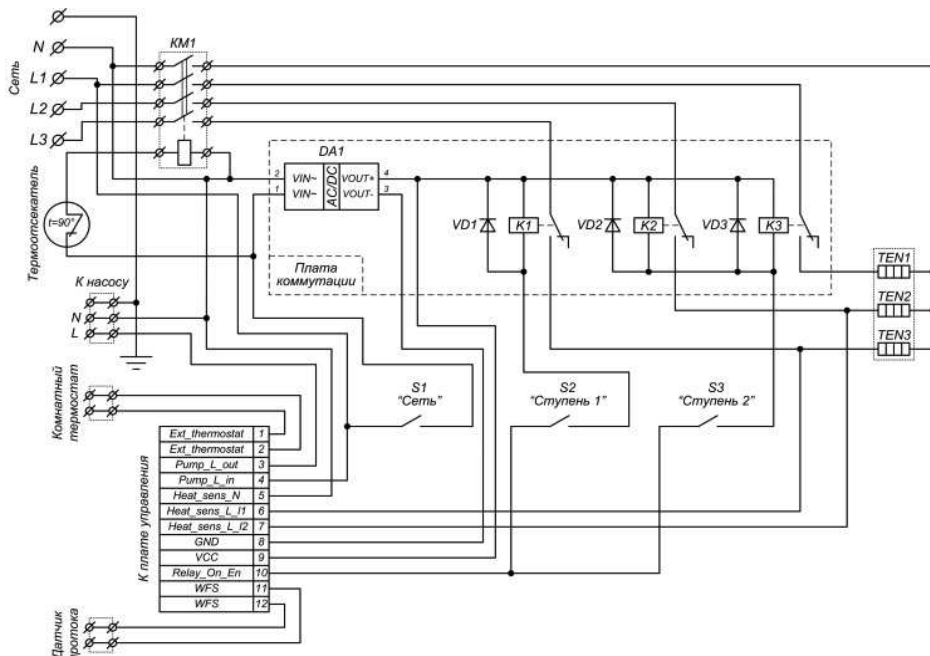 Сеть
N
L1
L2
L3
KM1
Термоотсекатель
t=90°
DA1
2 VIN~ AC/DC VOUT+ 4
1 VIN~ VOUT- 3
VD1
K1
VD2
K2
VD3
K3
Плата
коммутации
TEN1
TEN2
TEN3
К насосу
N
L
Комнатный
термостат
S1
"Сеть"
S2
"Ступень 1"
S3
"Ступень 2"
К плате управления
Ext_thermostat 1
Ext_thermostat 2
Pump_L_out 3
Pump_L_in 4
Heat_sens_N 5
Heat_sens_L_l1 6
Heat_sens_L_l2 7
GND 8
VCC 9
Relay_On_En 10
WFS 11
WFS 12
Датчик